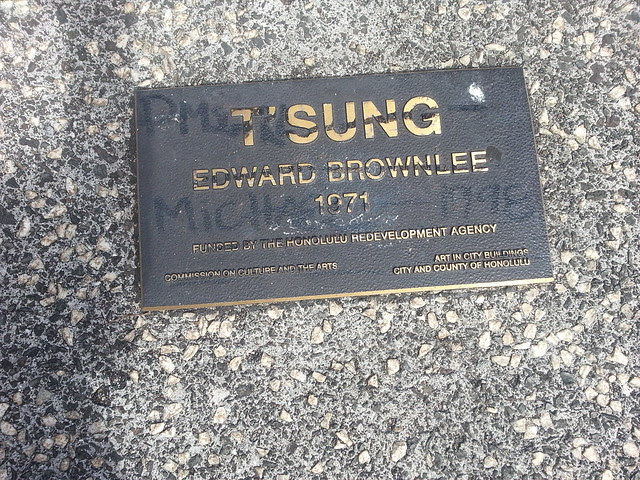 T'SUNG
EDWARD BROWNLEE
1971
FUNDED BY THE HONOLULU REDEVELOPMENT AGENCY
COMMISSION ON CULTURE AND THE ARTS
ART IN CITY BUILDINGS
CITY AND COUNTY OF HONOLULU